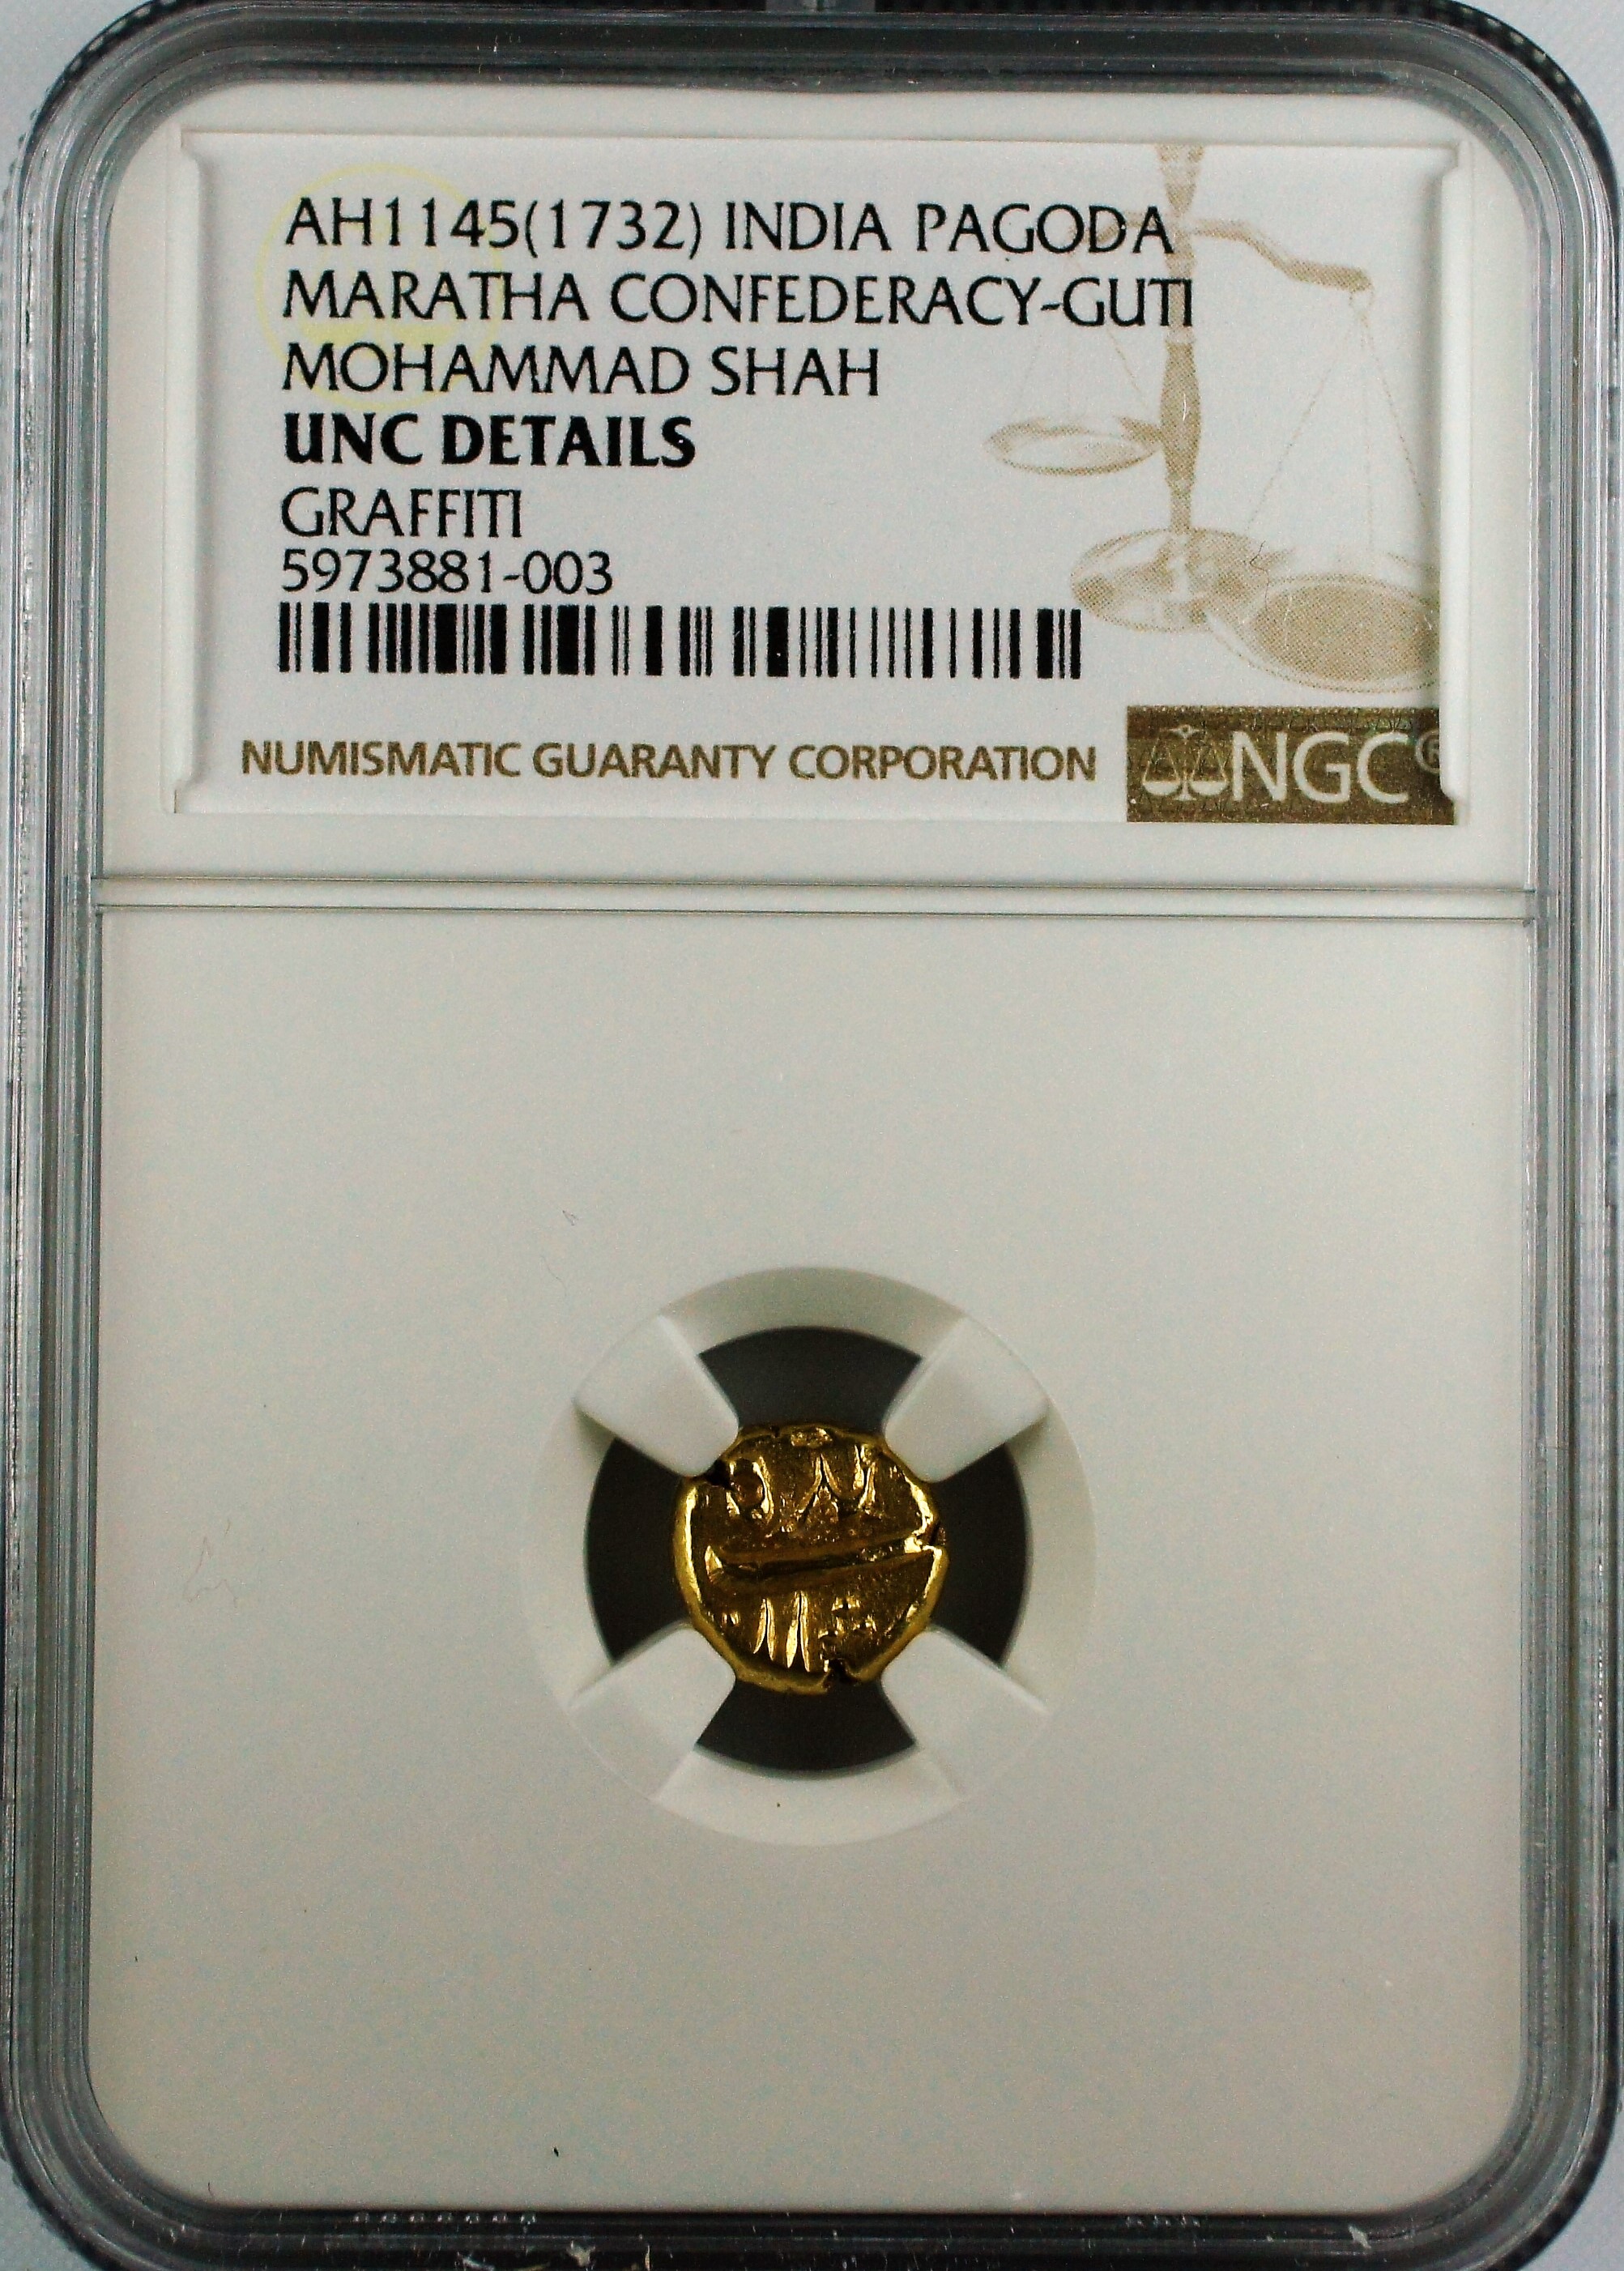 AH1145(1732) INDIA PAGODA
MARATHA CONFEDERACY-GUTI
MOHAMMAD SHAH
UNC DETAILS
GRAFFITI
5973881-003
NUMISMATIC GUARANTY CORPORATION NGC®